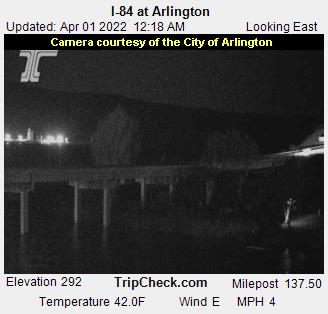 I-84 at Arlington
Updated: Apr 01 2022 12:18 AM Looking East
Camera courtesy of the City of Arlington
Elevation 292 TripCheck.com Milepost 137.50
Temperature 42.0F Wind E MPH 4